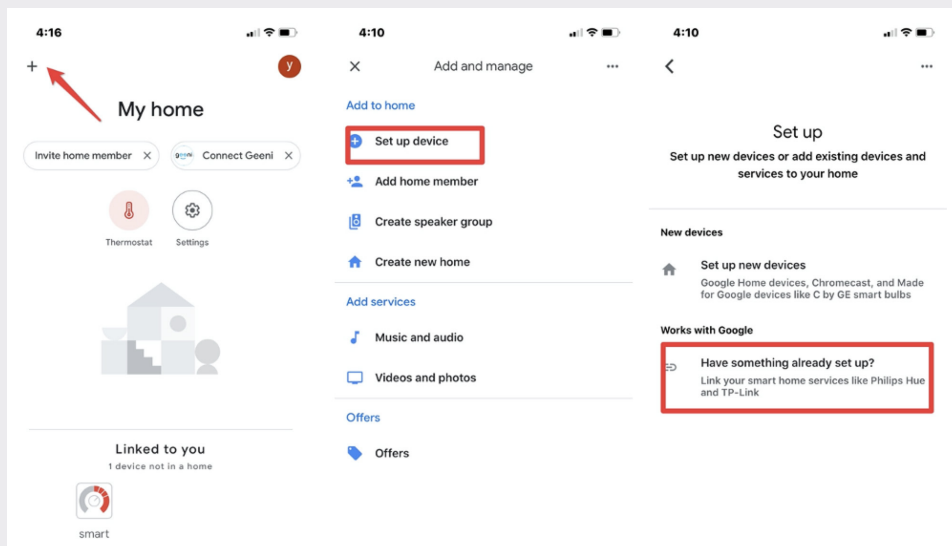 4:16
+
y
My home
Invite home member ×
geeni Connect Geeni ×
Thermostat
Settings
Linked to you
1 device not in a home
smart
4:10
Add and manage
Add to home
Set up device
Add home member
Create speaker group
Create new home
Add services
Music and audio
Videos and photos
Offers
Offers
4:10
Set up
Set up new devices or add existing devices and
services to your home
New devices
Set up new devices
Google Home devices, Chromecast, and Made
for Google devices like C by GE smart bulbs
Works with Google
Have something already set up?
Link your smart home services like Philips Hue
and TP-Link